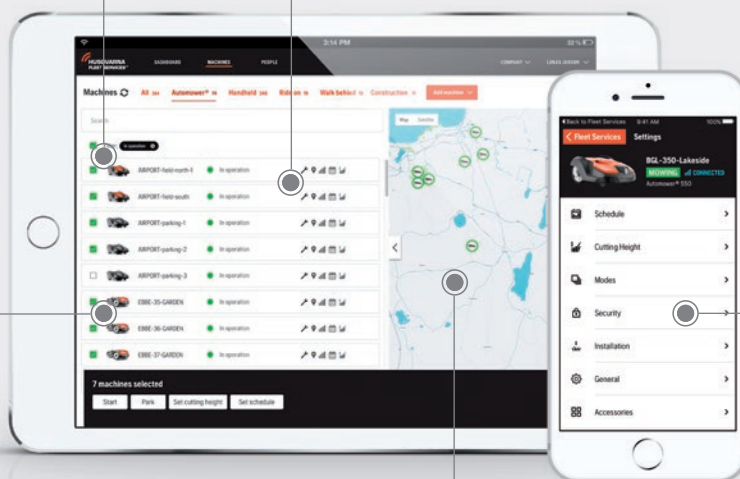 3:14 PM
32 %
HUSQVARNA
FLEET SERVICES™
DASHBOARD
MACHINES
PEOPLE
COMPANY
Machines
All
Automower®
Handheld
Ride on
Walk behind
Construction
Add machine
Search
In operation
Map
Satellite
AIRPORT-field-north-1
In operation
AIRPORT-field-south
In operation
AIRPORT-parking-1
In operation
AIRPORT-parking-2
In operation
AIRPORT-parking-3
In operation
EBBE-35-GARDEN
In operation
EBBE-36-GARDEN
In operation
EBBE-37-GARDEN
In operation
7 machines selected
Start
Park
Set cutting height
Set schedule
Back to Fleet Services
9:41 AM
100%
Fleet Services
Settings
BGL-350-Lakeside
MOWING
CONNECTED
Automower® 550
Schedule
Cutting Height
Modes
Security
Installation
General
Accessories